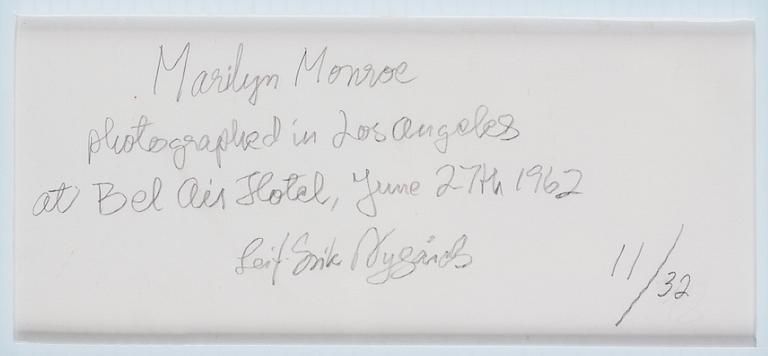 Marilyn Monroe
photographed in Los Angeles
at Bel Air Hotel, June 27th 1962
Leif-Erik Nygårds
11/32